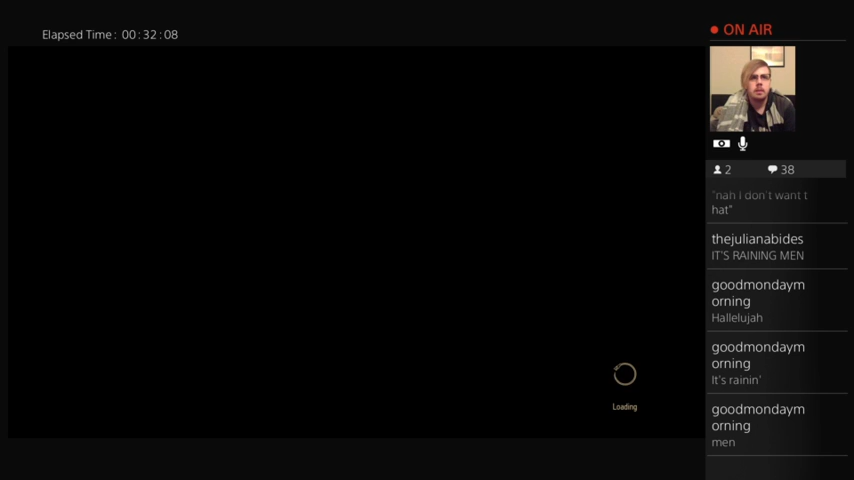 Elapsed Time: 00:32:08
ON AIR
2 38
"nah i don't want t
hat"
thejulianabides
IT'S RAINING MEN
goodmondaym
orning
Hallelujah
goodmondaym
orning
It's rainin'
goodmondaym
orning
men
Loading